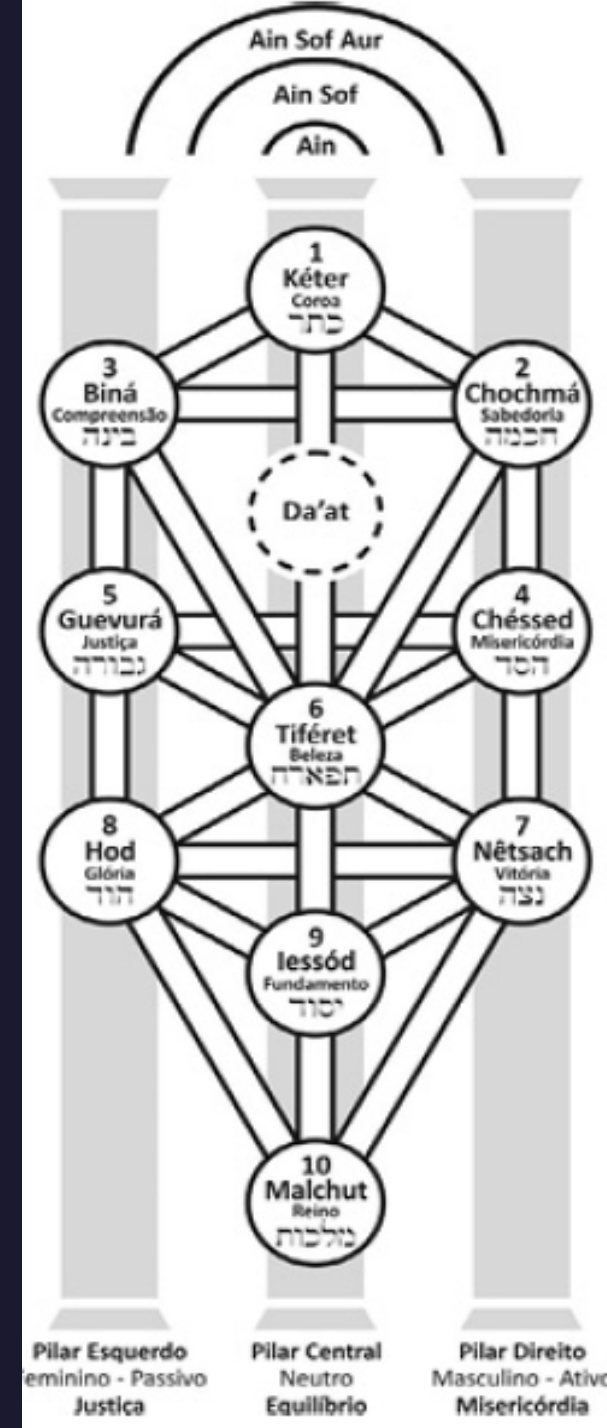 Ain Sof Aur
Ain Sof
Ain
1
Kéter
Coroa
כתר
3
Biná
Compreensão
בינה
2
Chochmá
Sabedoria
חכמה
Da'at
5
Guevurá
Justiça
גבורה
4
Chéssed
Misericórdia
הסד
6
Tiféret
Beleza
תפארה
8
Hod
Glória
הוד
7
Nêtsach
Vitória
נצה
9
Iessód
Fundamento
יסוד
10
Malchut
Reino
מלכות
Pilar Esquerdo
eminino - Passivo
Justiça
Pilar Central
Neutro
Equilíbrio
Pilar Direito
Masculino - Ativo
Misericórdia